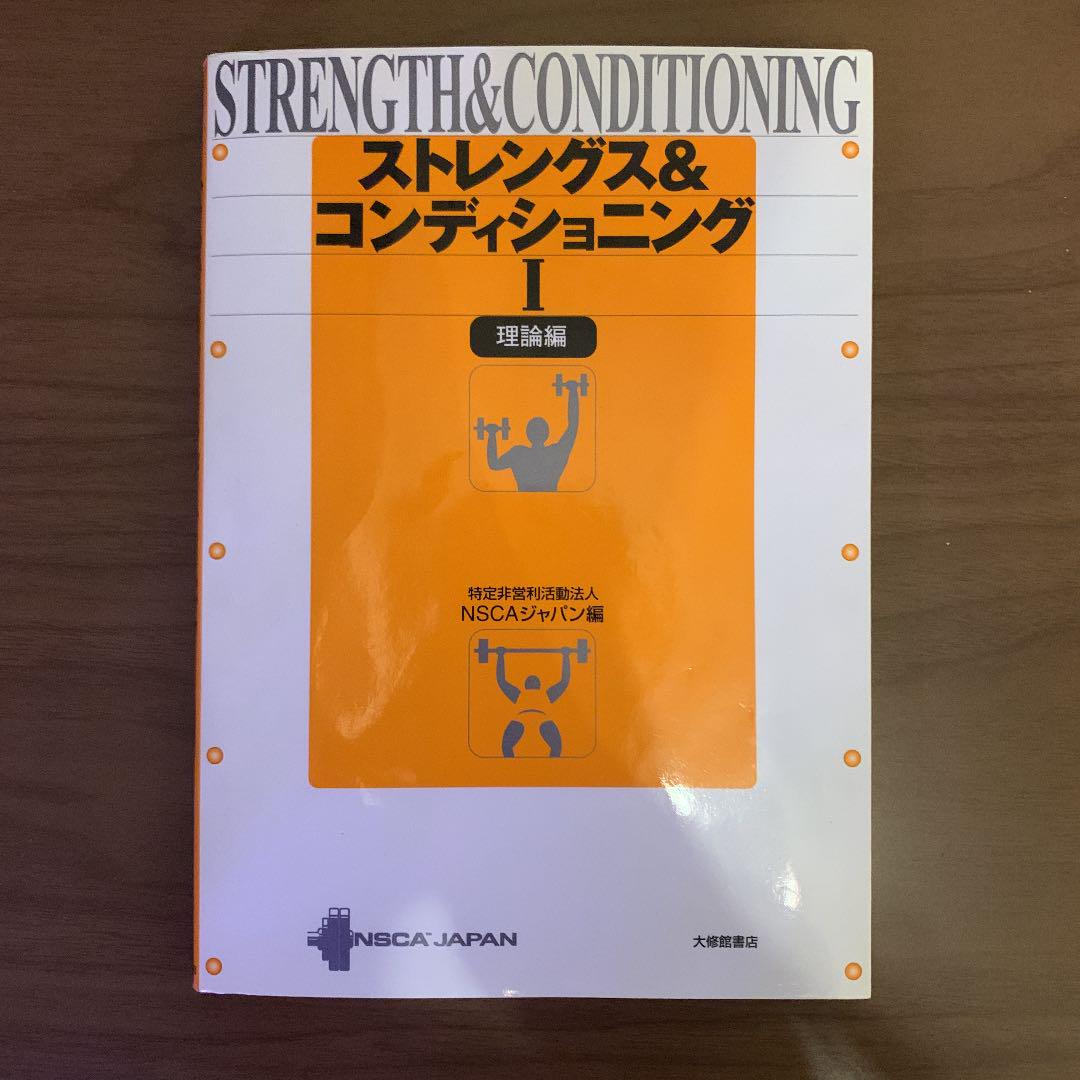 STRENGTH&CONDITIONING
ストレングス&
コンディショニング
I
理論編
特定非営利活動法人
NSCAジャパン編
NSCA™ JAPAN
大修館書店